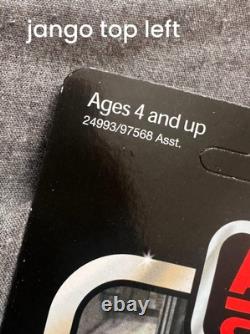 jango top left
Ages 4 and up
24993/97568 Asst.